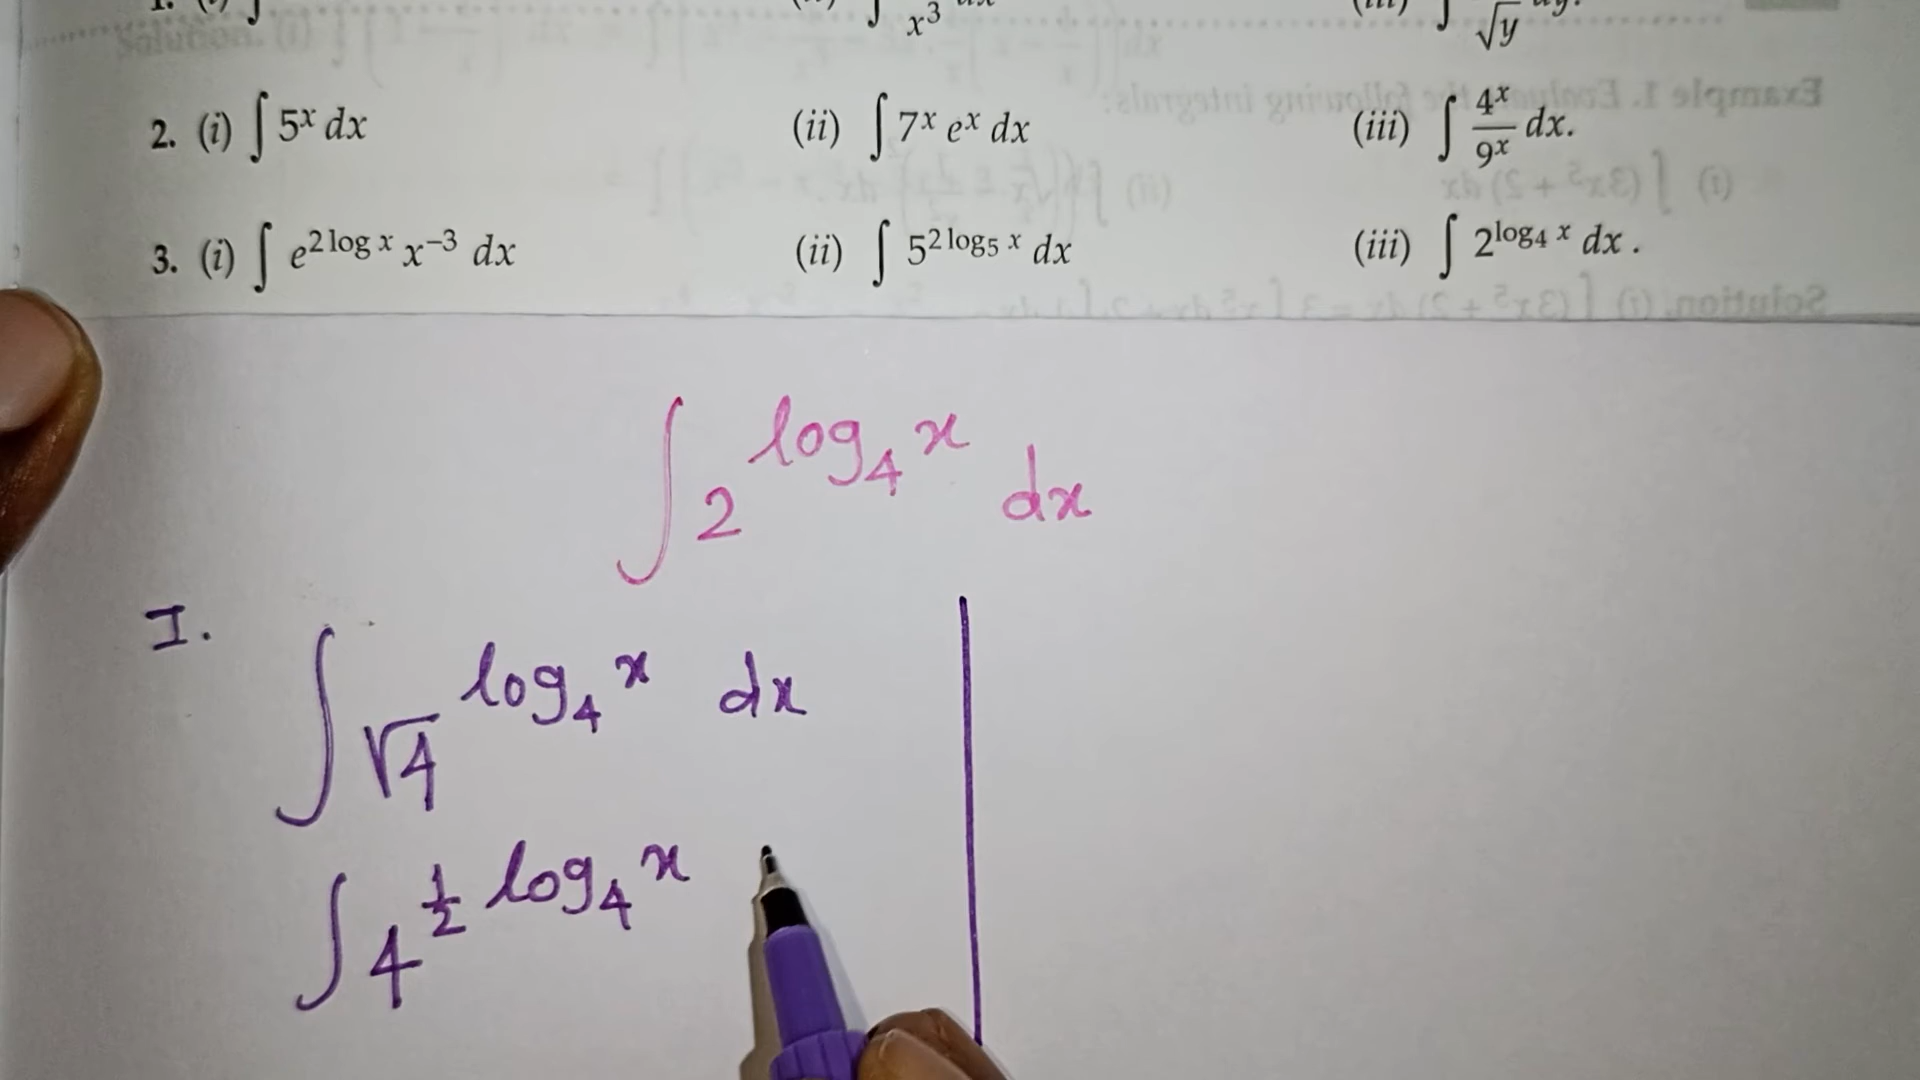 x³
√y
2. (i) ∫ 5ˣ dx (ii) ∫ 7ˣ eˣ dx (iii) ∫ 4ˣ/9ˣ dx.
3. (i) ∫ e^(2 log x) x⁻³ dx (ii) ∫ 5^(2 log₅ x) dx (iii) ∫ 2^(log₄ x) dx .
∫ 2^(log₄ x) dx
I.
∫ √4^(log₄ x) dx
∫ 4^(1/2 log₄ x)